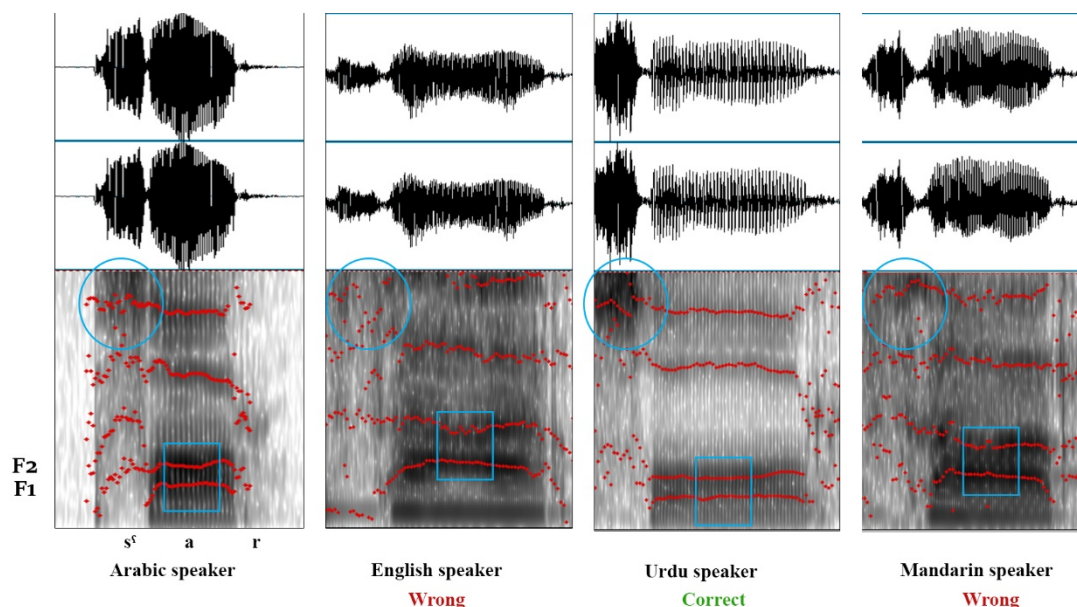 F2
F1
sˤ a r
Arabic speaker English speaker Urdu speaker Mandarin speaker
Wrong Correct Wrong